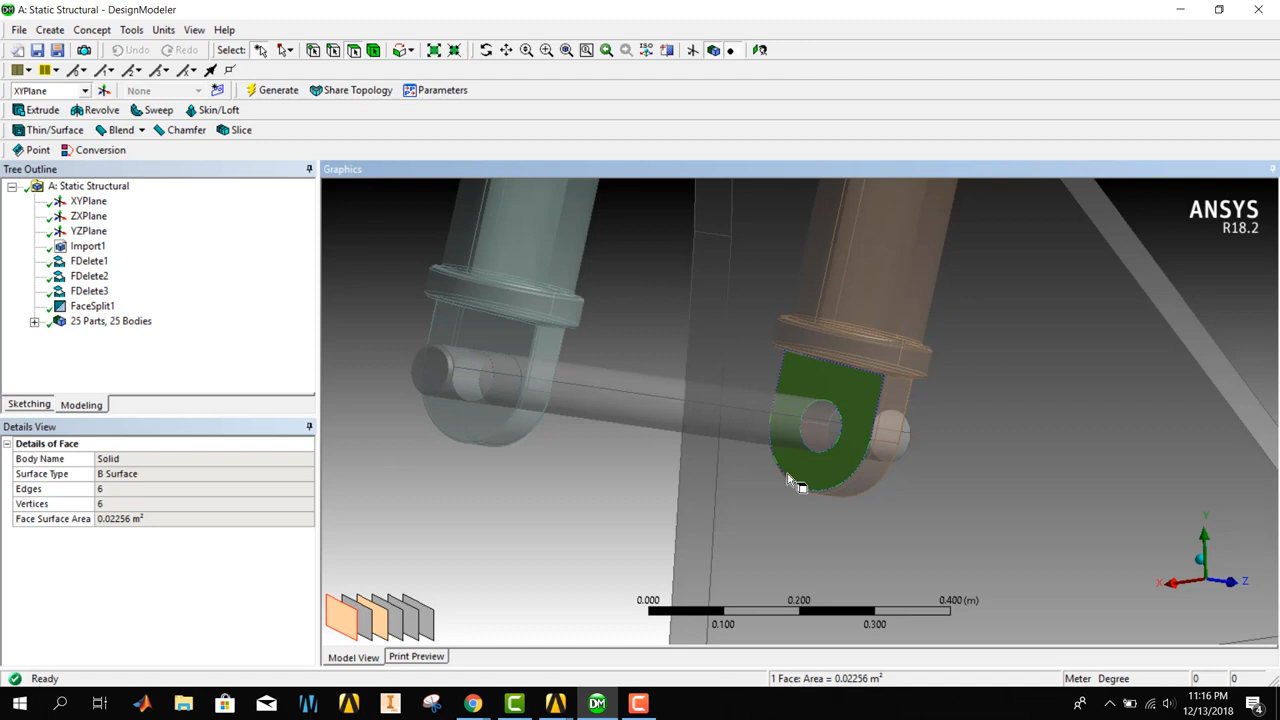 A: Static Structural - DesignModeler
File Create Concept Tools Units View Help
Undo Redo Select:
XYPlane None Generate Share Topology Parameters
Extrude Revolve Sweep Skin/Loft
Thin/Surface Blend Chamfer Slice
Point Conversion
Tree Outline
Graphics
A: Static Structural
XYPlane
ZXPlane
YZPlane
Import1
FDelete1
FDelete2
FDelete3
FaceSplit1
25 Parts, 25 Bodies
Sketching Modeling
Details View
Details of Face
Body Name Solid
Surface Type B Surface
Edges 6
Vertices 6
Face Surface Area 0.02256 m²
ANSYS
R18.2
Y
X
Z
0.000 0.200 0.400 (m)
0.100 0.300
Model View Print Preview
Ready 1 Face: Area = 0.02256 m² Meter Degree 0 0
11:16 PM
12/13/2018
4